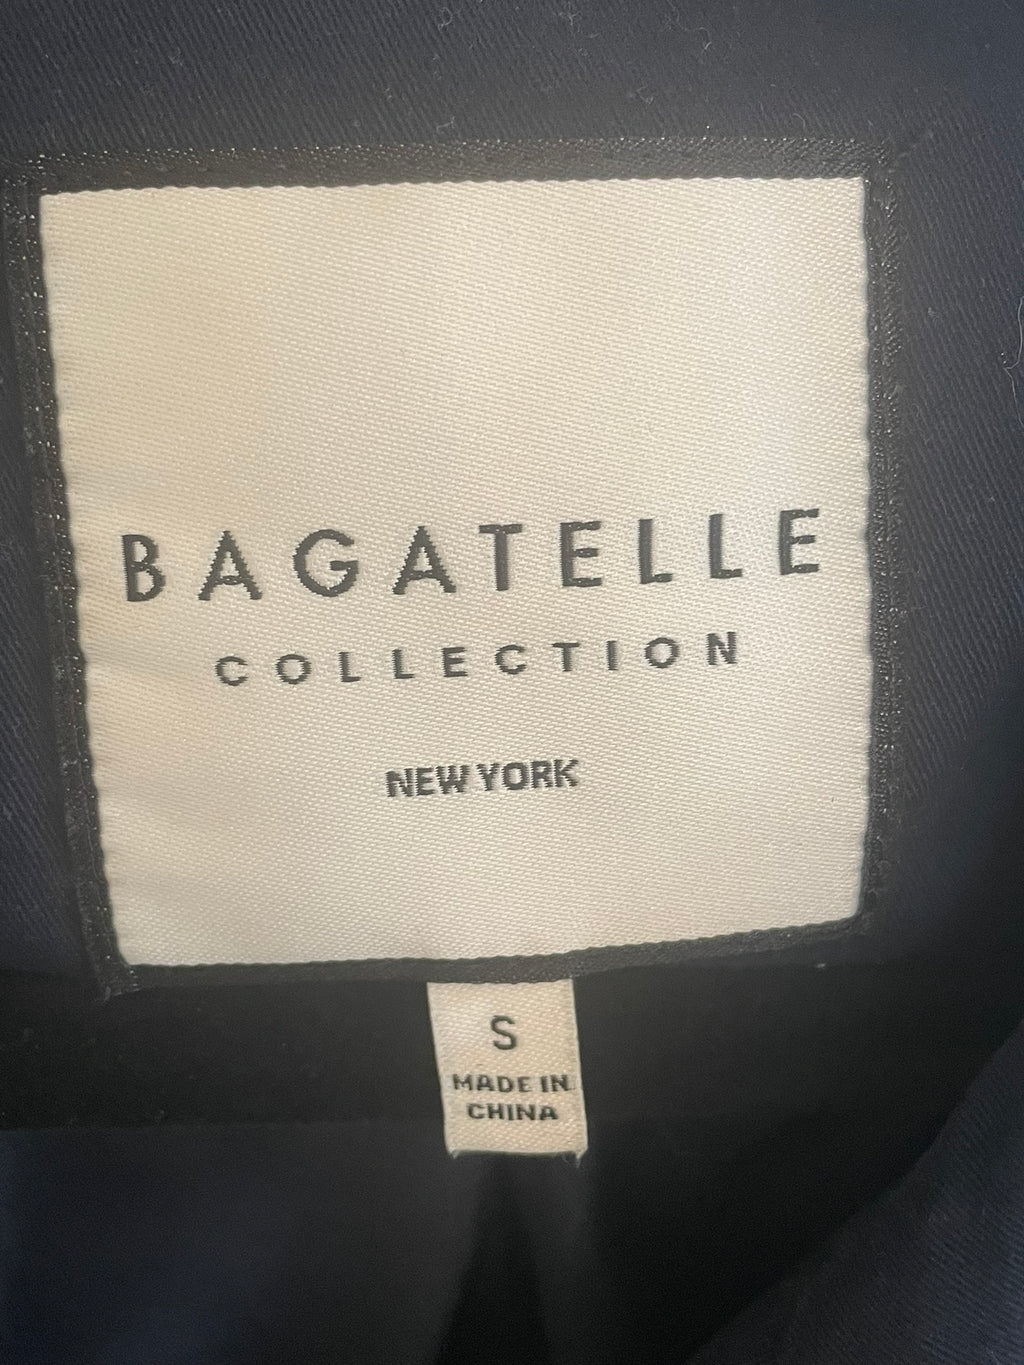 BAGATELLE
COLLECTION
NEW YORK
S
MADE IN
CHINA